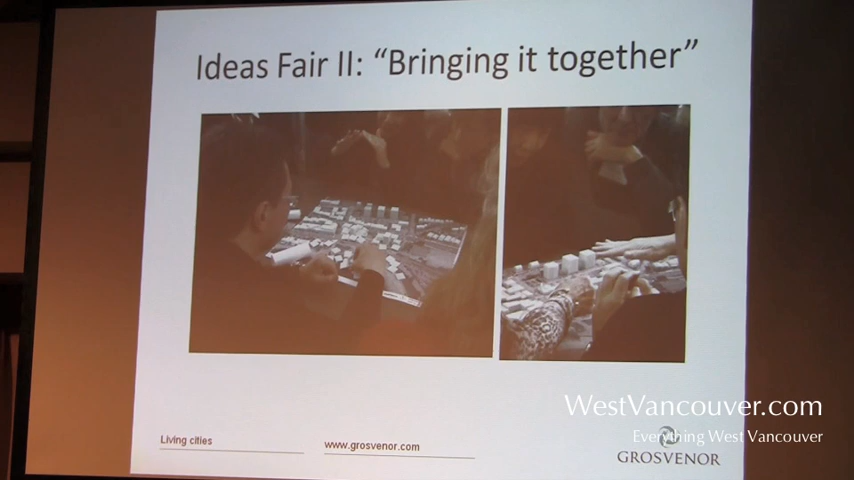 Ideas Fair II: “Bringing it together”
WestVancouver.com
Everything West Vancouver
Living cities
www.grosvenor.com
GROSVENOR